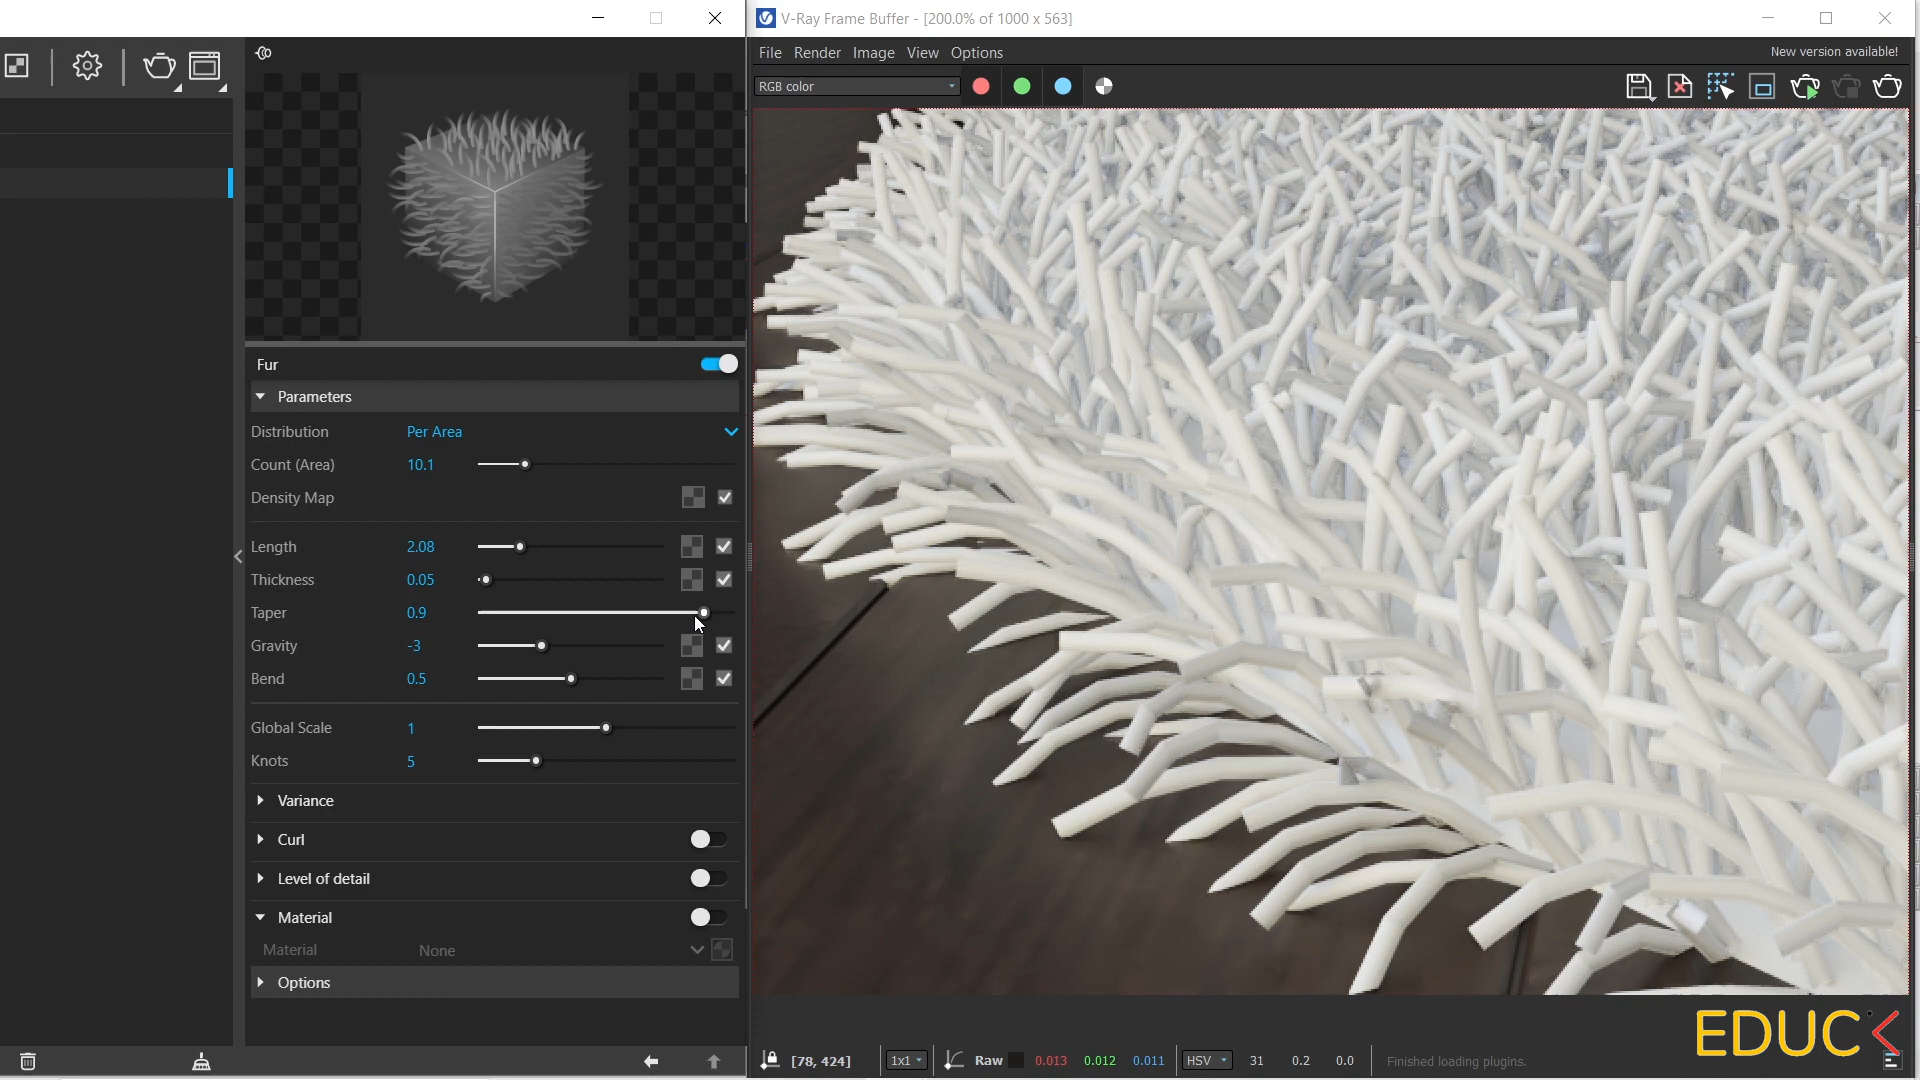 V-Ray Frame Buffer - [200.0% of 1000 x 563]
File Render Image View Options
New version available!
RGB color
Fur
Parameters
Distribution Per Area
Count (Area) 10.1
Density Map
Length 2.08
Thickness 0.05
Taper 0.9
Gravity -3
Bend 0.5
Global Scale 1
Knots 5
Variance
Curl
Level of detail
Material
Material None
Options
EDUC
[78, 424] 1x1 Raw 0.013 0.012 0.011 HSV 31 0.2 0.0 Finished loading plugins.